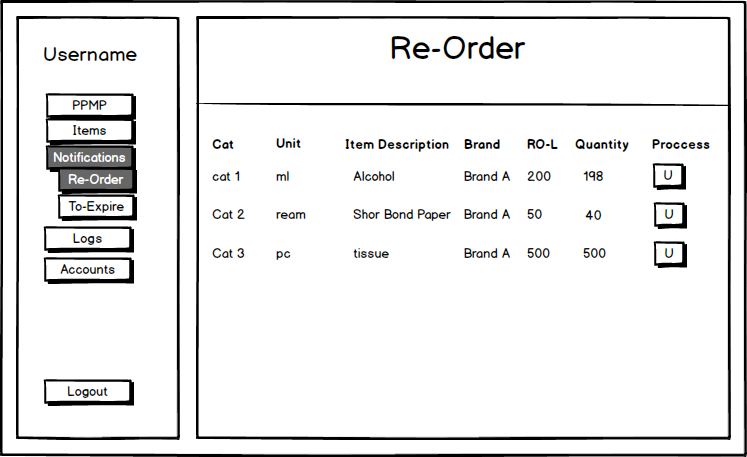 Username
PPMP
Items
Notifications
Re-Order
To-Expire
Logs
Accounts
Logout
Re-Order
Cat Unit Item Description Brand RO-L Quantity Proccess
cat 1 ml Alcohol Brand A 200 198 U
Cat 2 ream Shor Bond Paper Brand A 50 40 U
Cat 3 pc tissue Brand A 500 500 U